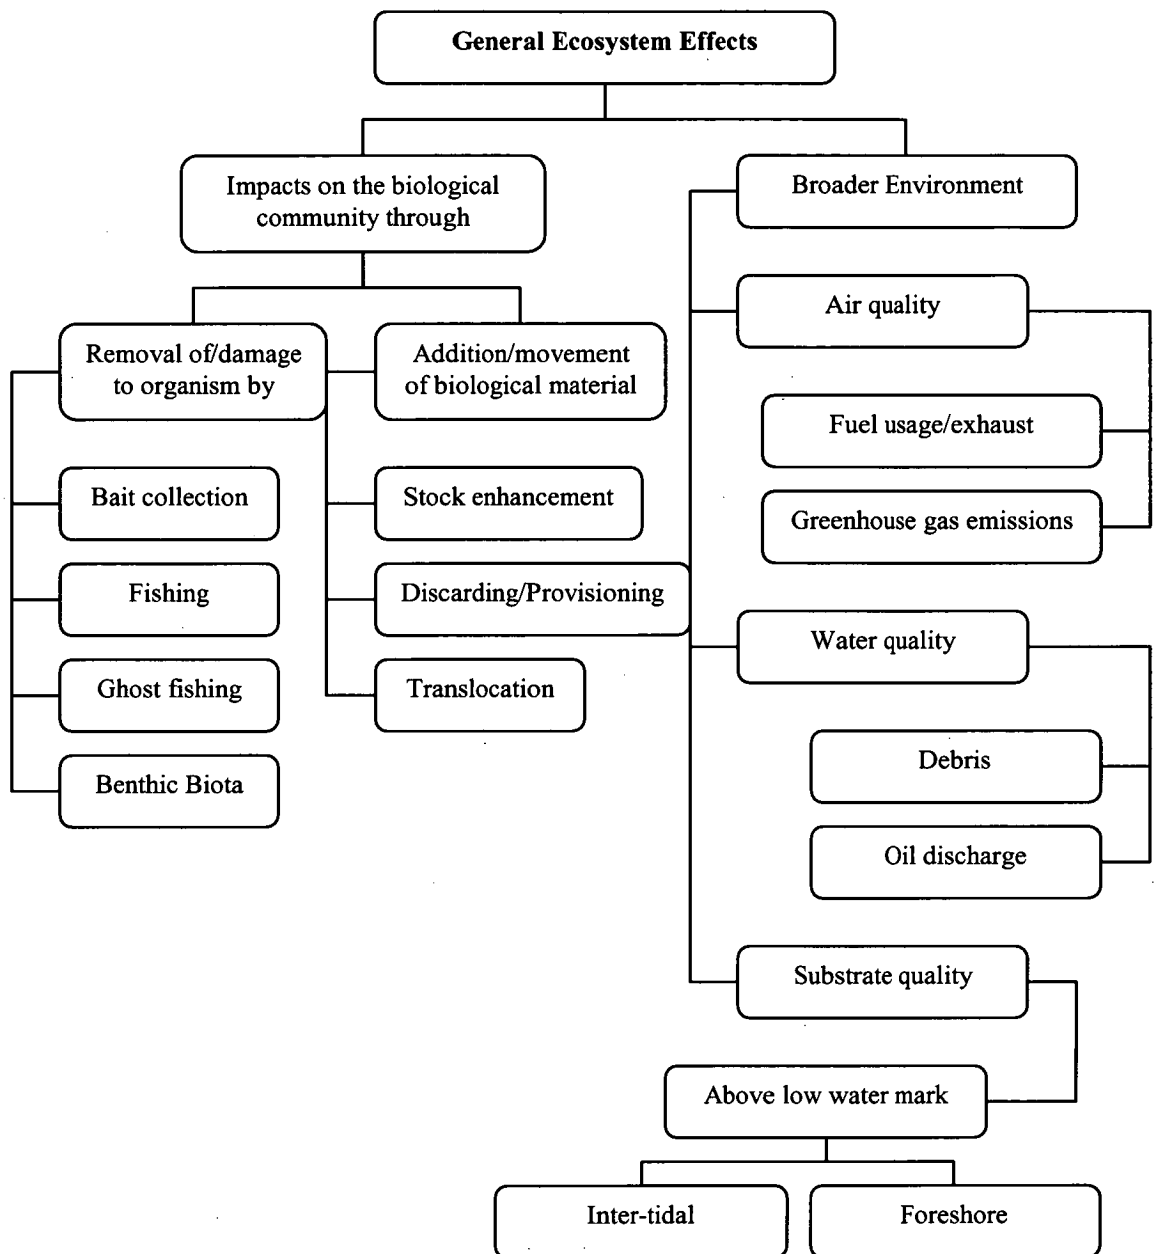 General Ecosystem Effects
Impacts on the biological
community through
Removal of/damage
to organism by
Bait collection
Fishing
Ghost fishing
Benthic Biota
Addition/movement
of biological material
Stock enhancement
Discarding/Provisioning
Translocation
Broader Environment
Air quality
Fuel usage/exhaust
Greenhouse gas emissions
Water quality
Debris
Oil discharge
Substrate quality
Above low water mark
Inter-tidal
Foreshore